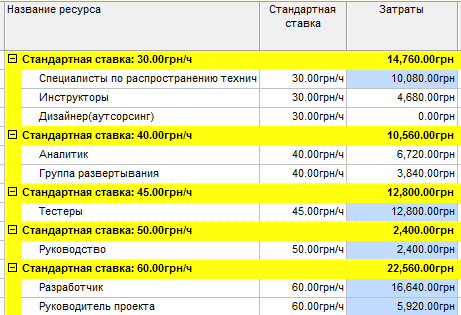 Название ресурса Стандартная ставка Затраты
Стандартная ставка: 30.00грн/ч 14,760.00грн
Специалисты по распространению технич 30.00грн/ч 10,080.00грн
Инструкторы 30.00грн/ч 4,680.00грн
Дизайнер(аутсорсинг) 30.00грн/ч 0.00грн
Стандартная ставка: 40.00грн/ч 10,560.00грн
Аналитик 40.00грн/ч 6,720.00грн
Группа развертывания 40.00грн/ч 3,840.00грн
Стандартная ставка: 45.00грн/ч 12,800.00грн
Тестеры 45.00грн/ч 12,800.00грн
Стандартная ставка: 50.00грн/ч 2,400.00грн
Руководство 50.00грн/ч 2,400.00грн
Стандартная ставка: 60.00грн/ч 22,560.00грн
Разработчик 60.00грн/ч 16,640.00грн
Руководитель проекта 60.00грн/ч 5,920.00грн